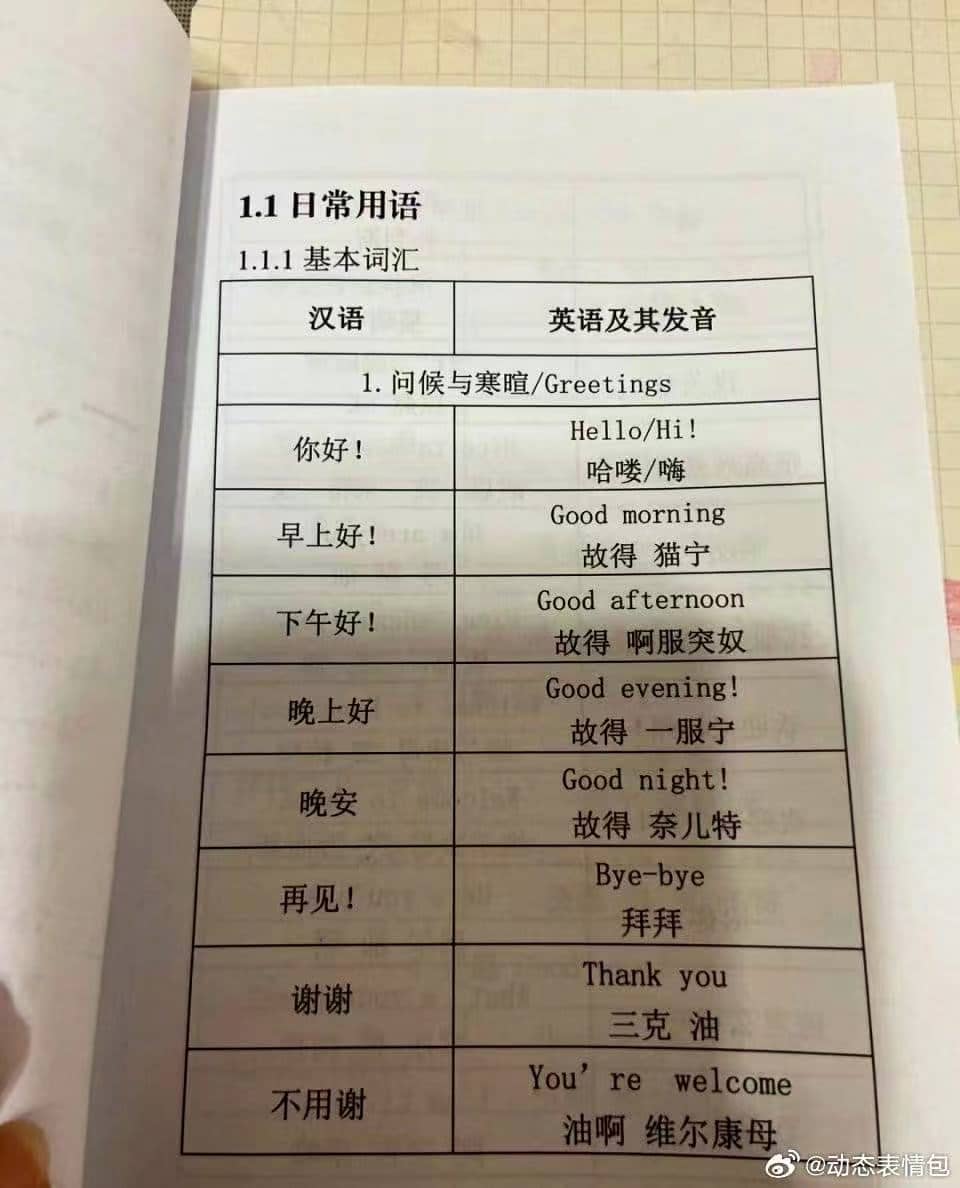 1.1 日常用语
1.1.1 基本词汇
汉语 英语及其发音
1. 问候与寒暄/Greetings
你好！
Hello/Hi!
哈喽/嗨
早上好！
Good morning
故得 猫宁
下午好！
Good afternoon
故得 啊服突奴
晚上好
Good evening!
故得 一服宁
晚安
Good night!
故得 奈儿特
再见！
Bye-bye
拜拜
谢谢
Thank you
三克 油
不用谢
You're welcome
油啊 维尔康母
@动态表情包